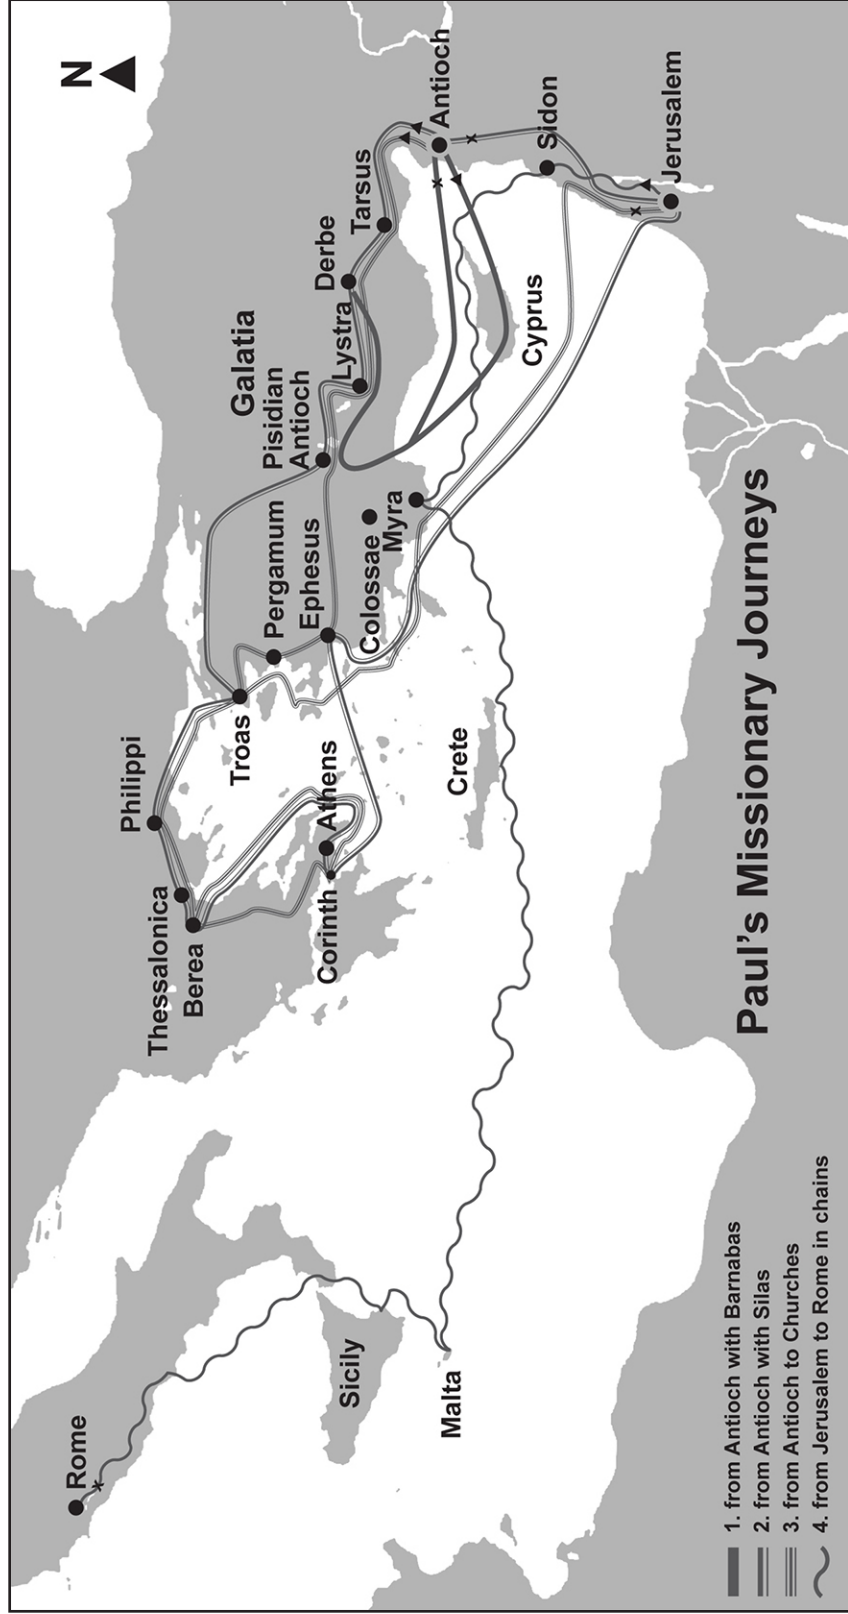 N
Rome
Sicily
Malta
Thessalonica
Berea
Philippi
Corinth
Athens
Troas
Crete
Pergamum
Ephesus
Colossae
Myra
Galatia
Pisidian
Antioch
Lystra
Derbe
Tarsus
Antioch
Cyprus
Sidon
Jerusalem
Paul's Missionary Journeys
1. from Antioch with Barnabas
2. from Antioch with Silas
3. from Antioch to Churches
4. from Jerusalem to Rome in chains